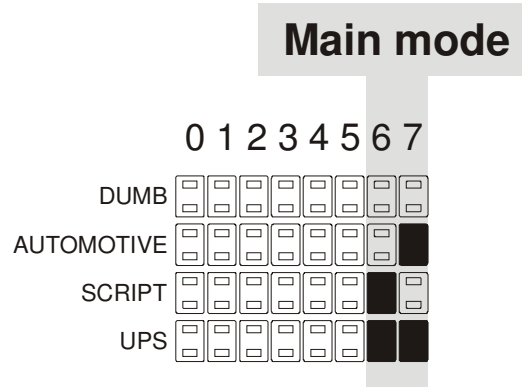 Main mode
0 1 2 3 4 5 6 7
DUMB
AUTOMOTIVE
SCRIPT
UPS